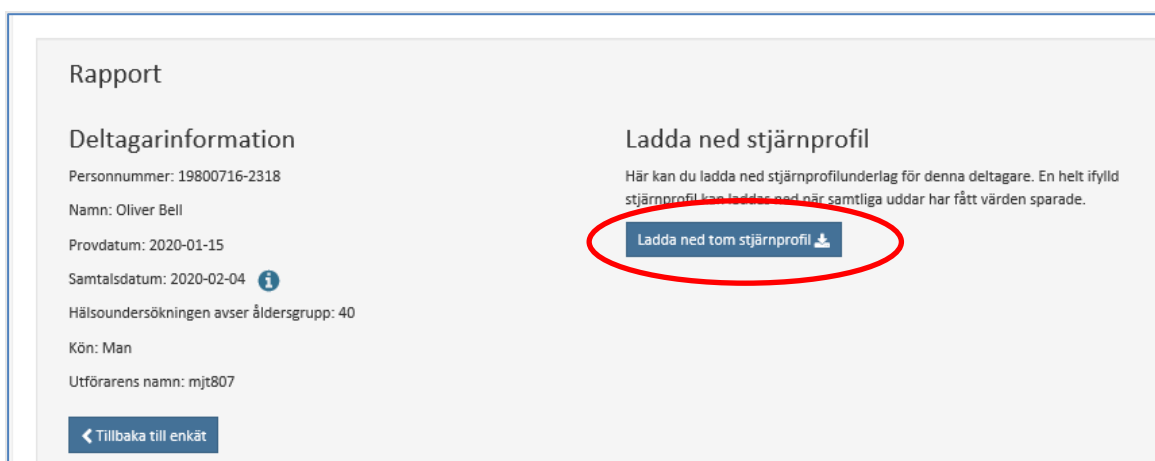 Rapport
Deltagarinformation
Personnummer: 19800716-2318
Namn: Oliver Bell
Provdatum: 2020-01-15
Samtalsdatum: 2020-02-04
Hälsoundersökningen avser åldersgrupp: 40
Kön: Man
Utförarens namn: mjt807
Tillbaka till enkät
Ladda ned stjärnprofil
Här kan du ladda ned stjärnprofilunderlag för denna deltagare. En helt ifylld
stjärnprofil kan laddas ned när samtliga uddar har fått värden sparade.
Ladda ned tom stjärnprofil